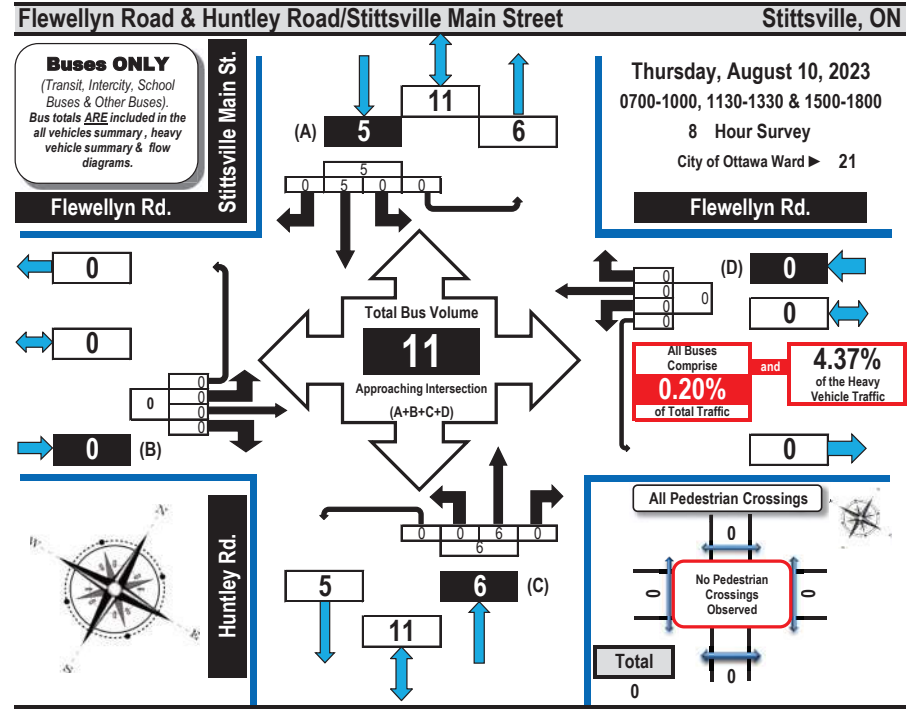 Flewellyn Road & Huntley Road/Stittsville Main Street
Stittsville, ON
Buses ONLY
(Transit, Intercity, School
Buses & Other Buses).
Bus totals ARE included in the
all vehicles summary , heavy
vehicle summary & flow
diagrams.
Stittsville Main St.
Flewellyn Rd.
11
(A)
5
6
5
0
5
0
0
Thursday, August 10, 2023
0700-1000, 1130-1330 & 1500-1800
8 Hour Survey
City of Ottawa Ward ► 21
Flewellyn Rd.
0
0
0
0
0
0
0
0
(B)
Total Bus Volume
11
Approaching Intersection
(A+B+C+D)
0
0
0
0
0
(D)
0
0
All Buses
Comprise
0.20%
of Total Traffic
and
4.37%
of the Heavy
Vehicle Traffic
0
N
W
E
S
Huntley Rd.
0
0
6
0
6
5
6
(C)
11
All Pedestrian Crossings
0
0
No Pedestrian
Crossings
Observed
0
0
Total
0